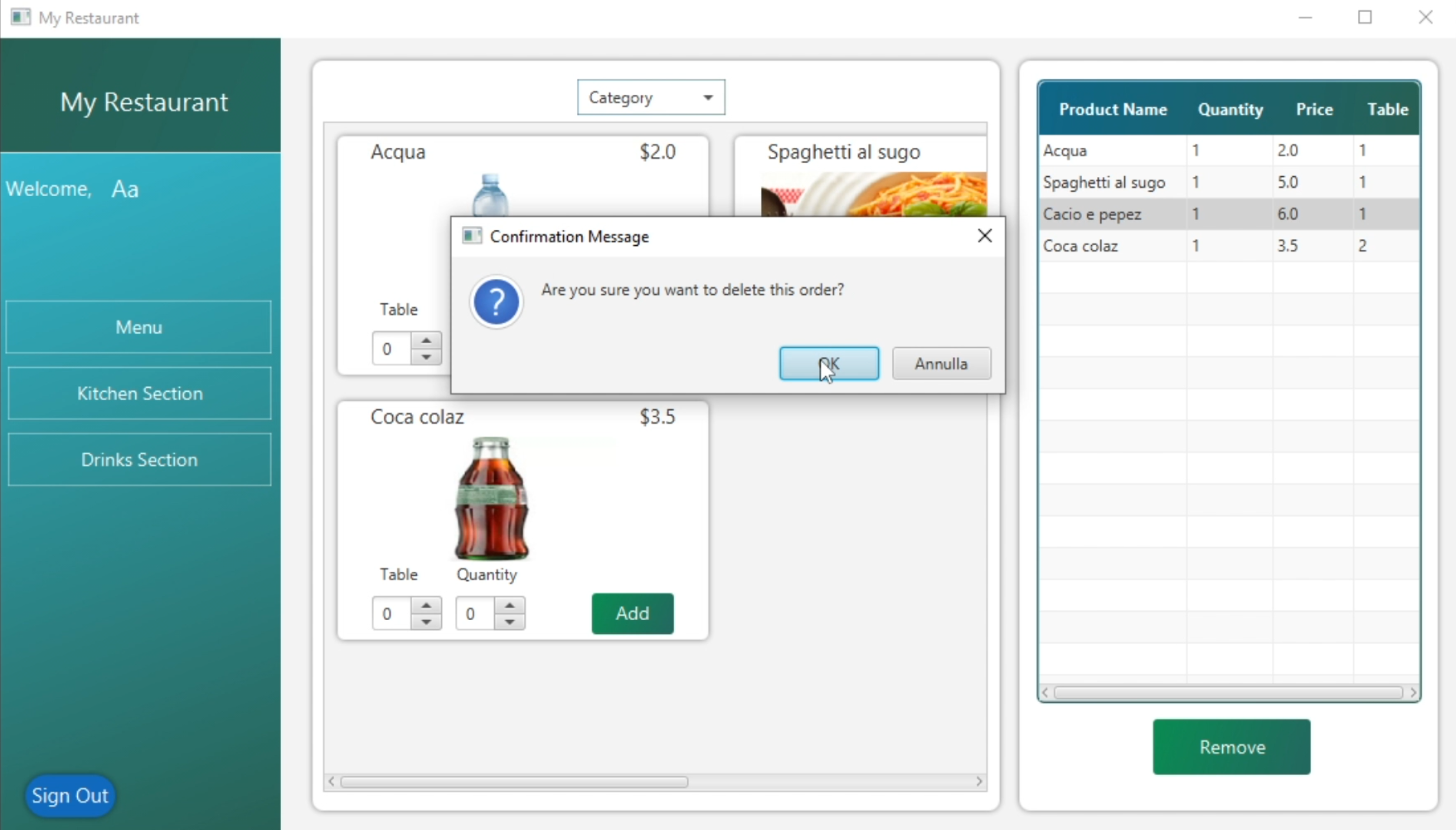 My Restaurant
My Restaurant
Welcome, Aa
Menu
Kitchen Section
Drinks Section
Sign Out
Category
Acqua $2.0
Table
0
Spaghetti al sugo
Confirmation Message
?
Are you sure you want to delete this order?
OK Annulla
Coca colaz $3.5
Table Quantity
0 0 Add
Product Name Quantity Price Table
Acqua 1 2.0 1
Spaghetti al sugo 1 5.0 1
Cacio e pepez 1 6.0 1
Coca colaz 1 3.5 2
Remove